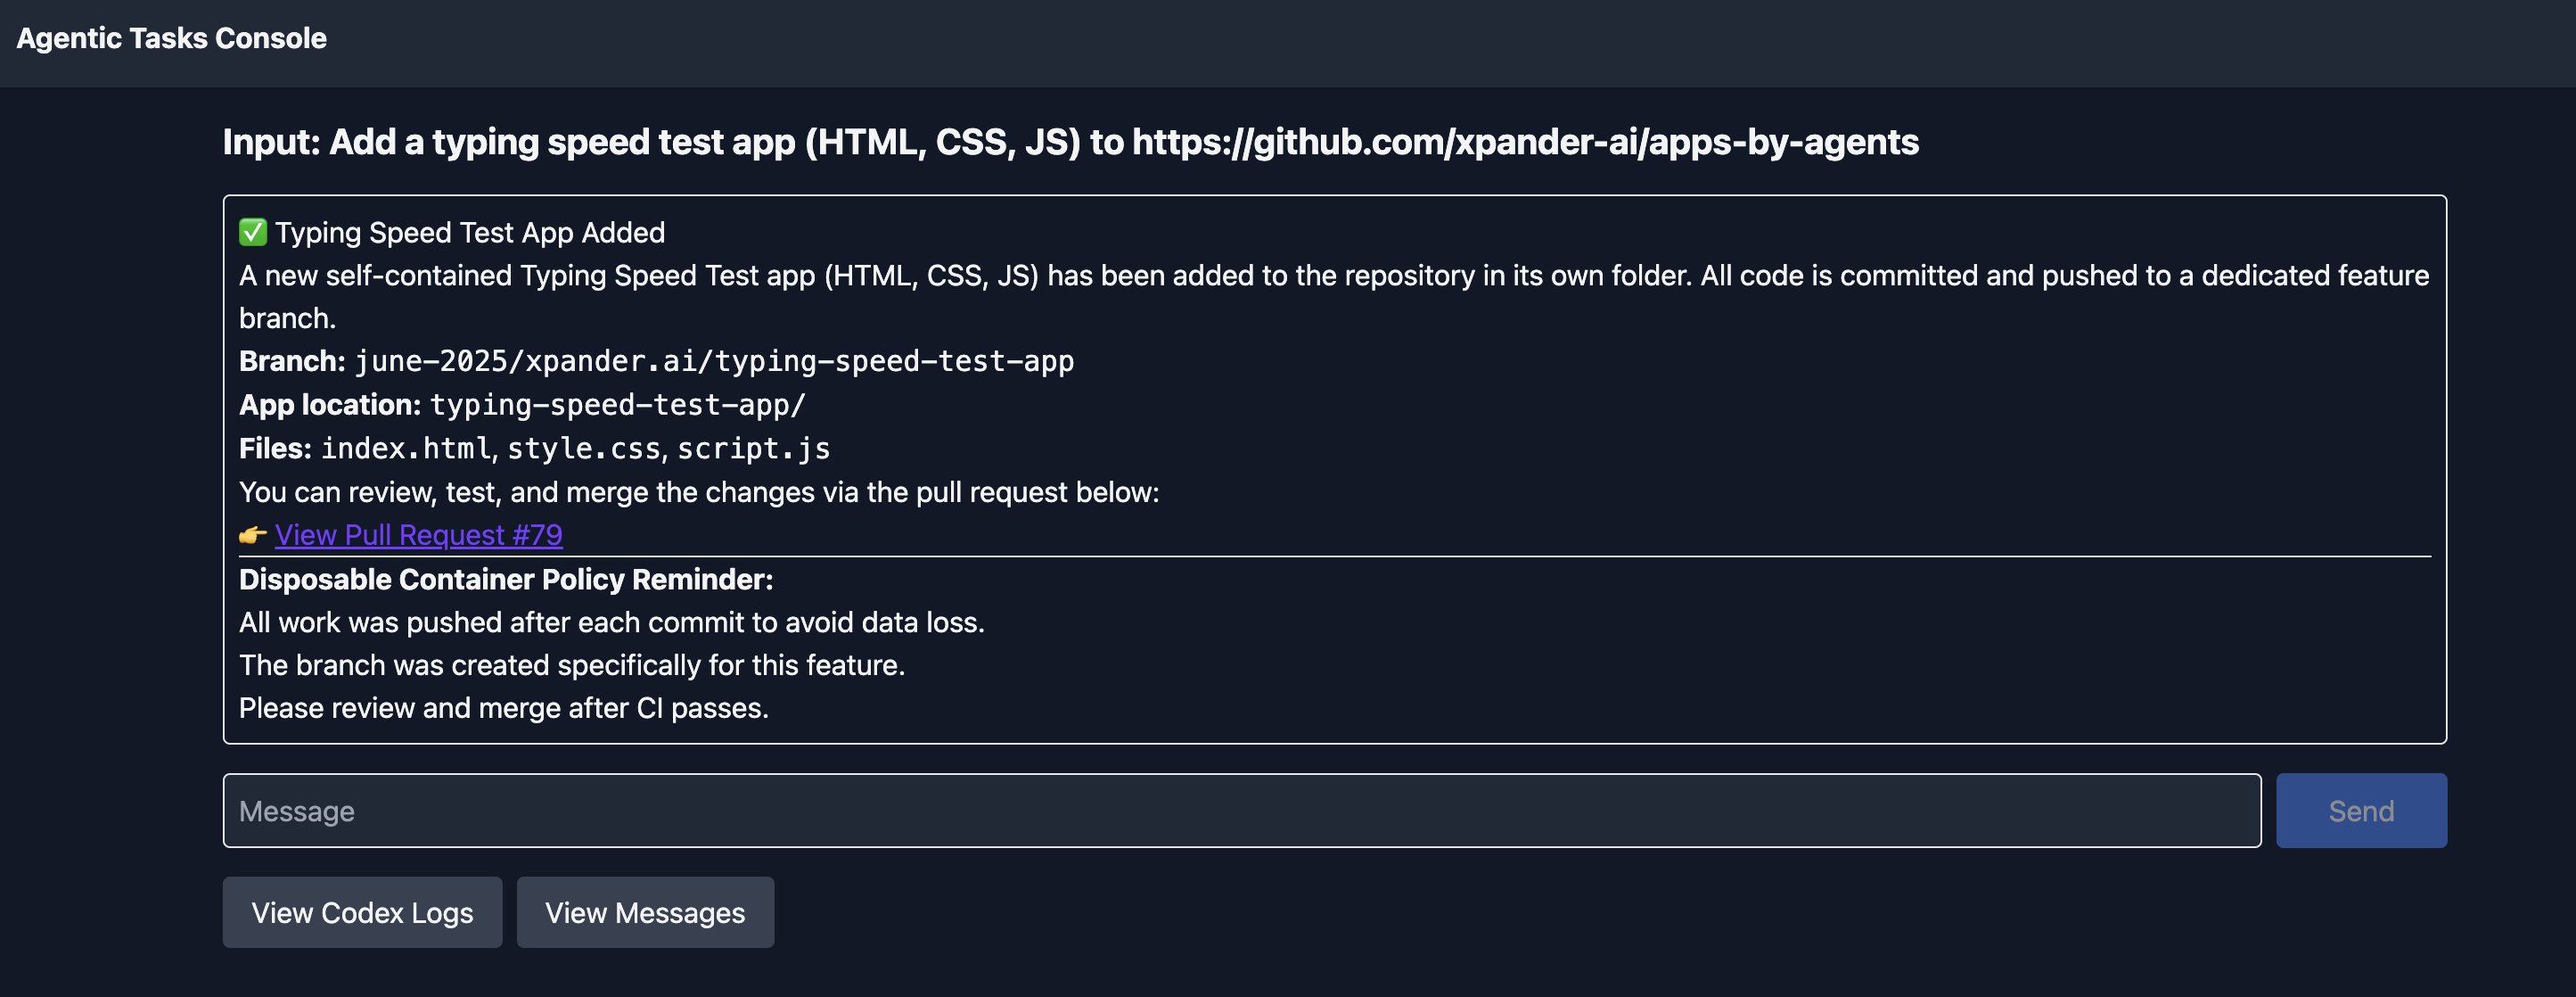 Agentic Tasks Console
Input: Add a typing speed test app (HTML, CSS, JS) to https://github.com/xpander-ai/apps-by-agents
✅ Typing Speed Test App Added
A new self-contained Typing Speed Test app (HTML, CSS, JS) has been added to the repository in its own folder. All code is committed and pushed to a dedicated feature
branch.
Branch: june-2025/xpander.ai/typing-speed-test-app
App location: typing-speed-test-app/
Files: index.html, style.css, script.js
You can review, test, and merge the changes via the pull request below:
👉 View Pull Request #79
Disposable Container Policy Reminder:
All work was pushed after each commit to avoid data loss.
The branch was created specifically for this feature.
Please review and merge after CI passes.
Message
Send
View Codex Logs
View Messages